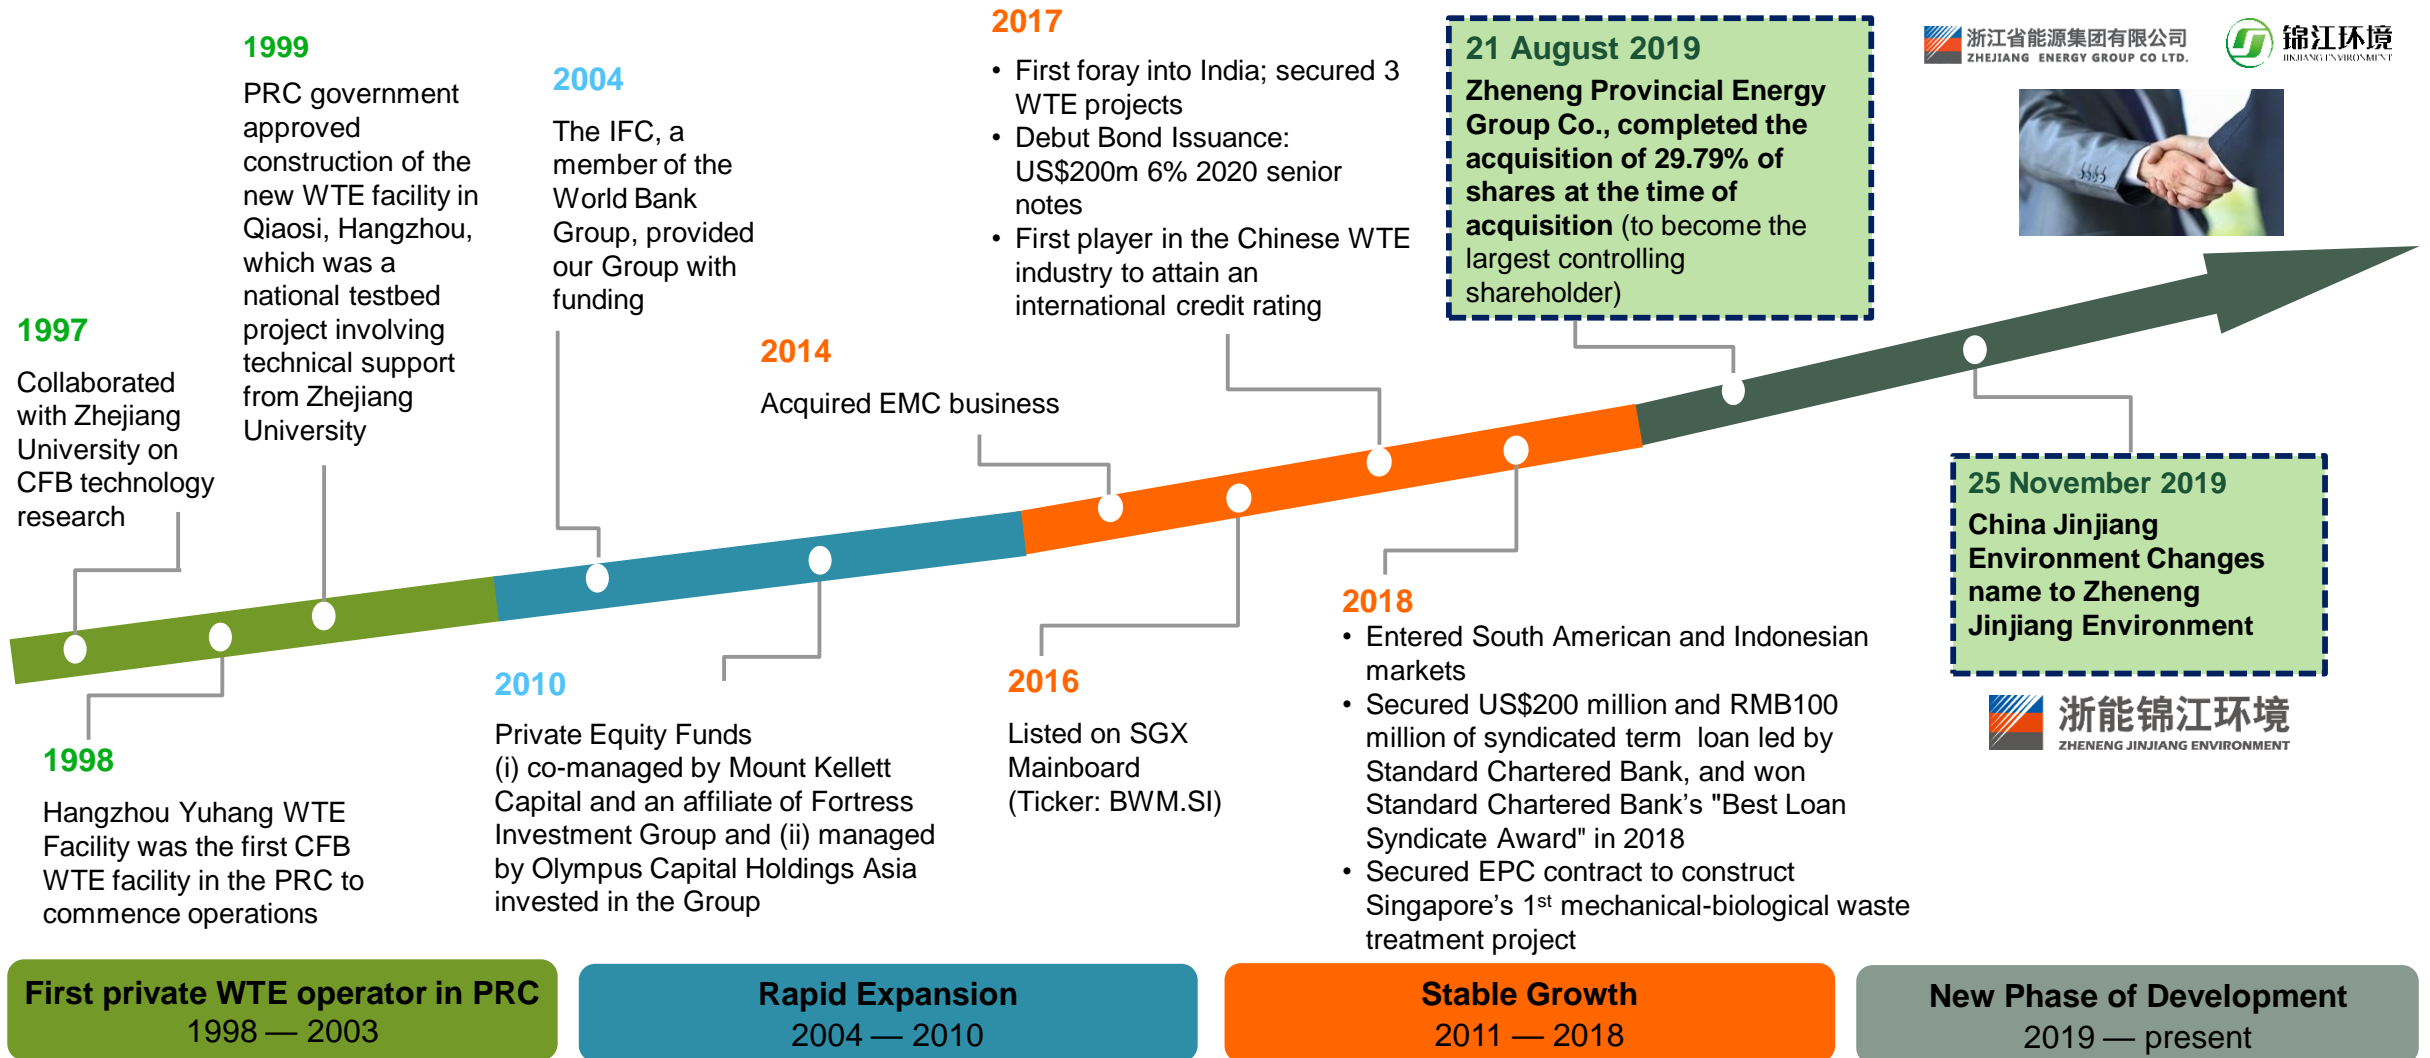 1997
Collaborated
with Zhejiang
University on
CFB technology
research
1998
Hangzhou Yuhang WTE
Facility was the first CFB
WTE facility in the PRC to
commence operations
1999
PRC government
approved
construction of the
new WTE facility in
Qiaosi, Hangzhou,
which was a
national testbed
project involving
technical support
from Zhejiang
University
2004
The IFC, a
member of the
World Bank
Group, provided
our Group with
funding
2010
Private Equity Funds
(i) co-managed by Mount Kellett
Capital and an affiliate of Fortress
Investment Group and (ii) managed
by Olympus Capital Holdings Asia
invested in the Group
2014
Acquired EMC business
2016
Listed on SGX
Mainboard
(Ticker: BWM.SI)
2017
• First foray into India; secured 3
WTE projects
• Debut Bond Issuance:
US$200m 6% 2020 senior
notes
• First player in the Chinese WTE
industry to attain an
international credit rating
2018
• Entered South American and Indonesian
markets
• Secured US$200 million and RMB100
million of syndicated term loan led by
Standard Chartered Bank, and won
Standard Chartered Bank’s "Best Loan
Syndicate Award" in 2018
• Secured EPC contract to construct
Singapore’s 1st mechanical-biological waste
treatment project
21 August 2019
Zheneng Provincial Energy
Group Co., completed the
acquisition of 29.79% of
shares at the time of
acquisition (to become the
largest controlling
shareholder)
浙江省能源集团有限公司
ZHEJIANG ENERGY GROUP CO LTD.
锦江环境
JINJIANG ENVIRONMENT
25 November 2019
China Jinjiang
Environment Changes
name to Zheneng
Jinjiang Environment
浙能锦江环境
ZHENENG JINJIANG ENVIRONMENT
First private WTE operator in PRC
1998 — 2003
Rapid Expansion
2004 — 2010
Stable Growth
2011 — 2018
New Phase of Development
2019 — present